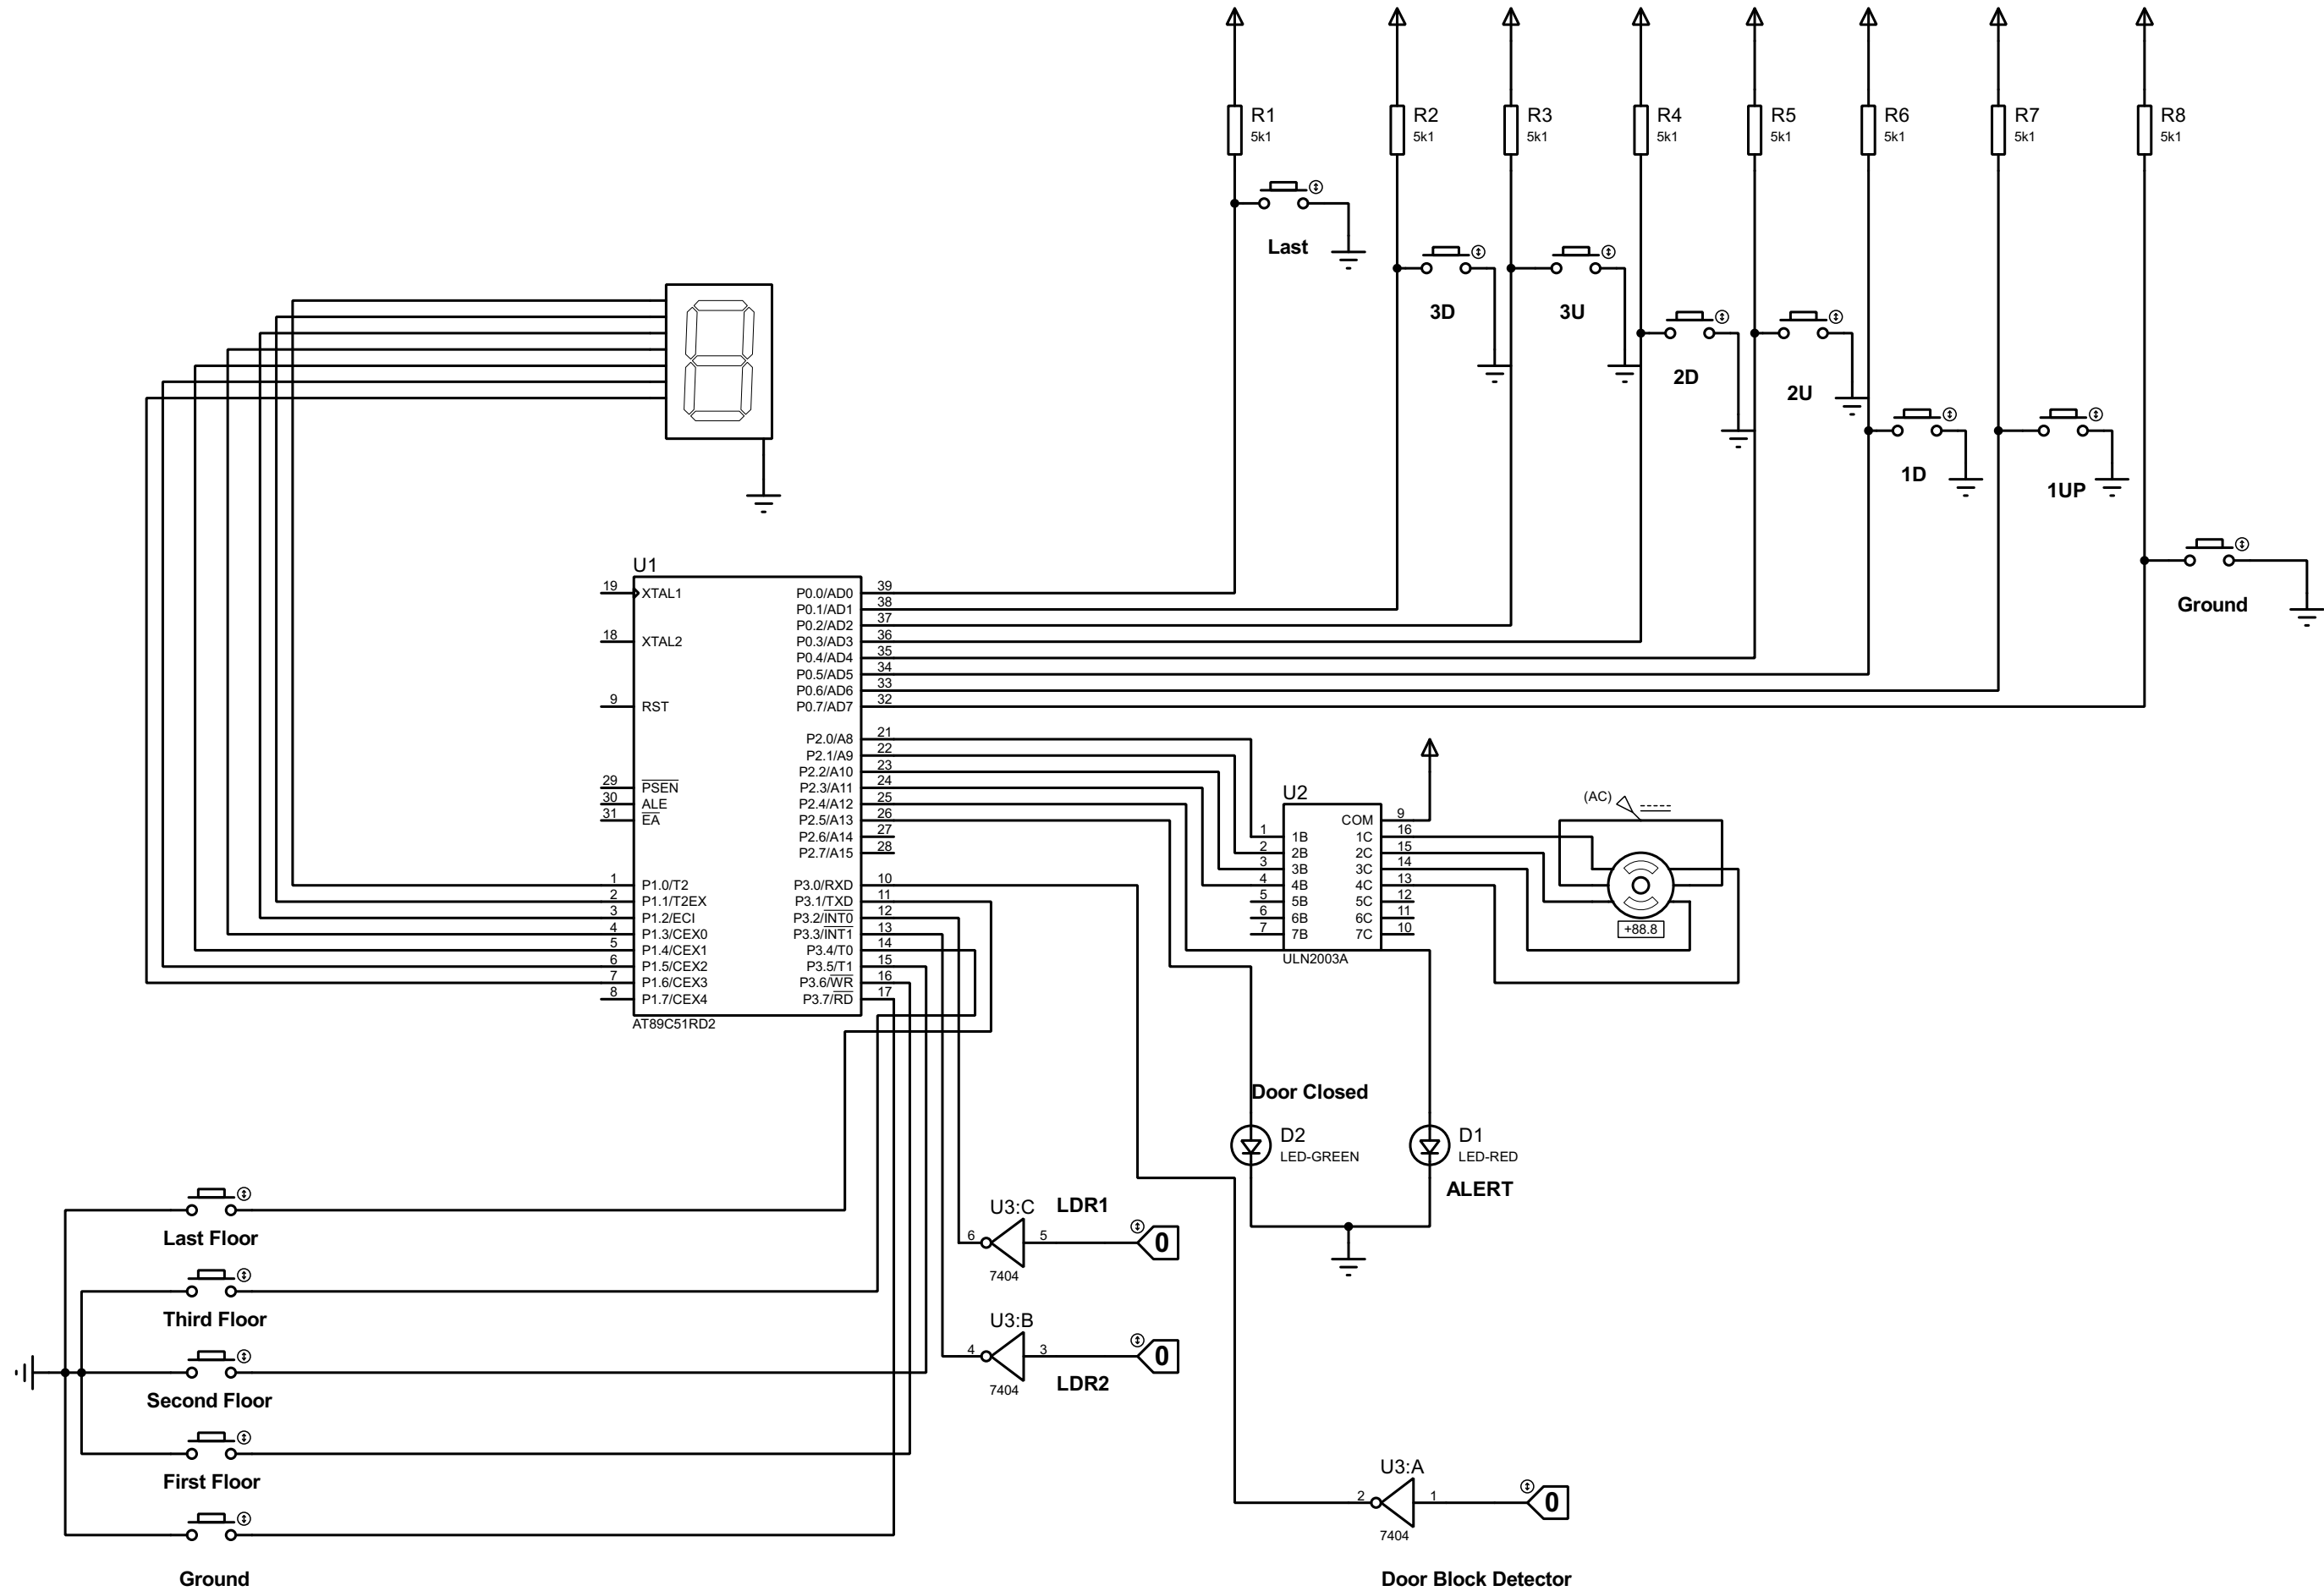 R1
5k1
R2
5k1
R3
5k1
R4
5k1
R5
5k1
R6
5k1
R7
5k1
R8
5k1
Last
3D
3U
2D
2U
1D
1UP
Ground
U1
19 XTAL1
18 XTAL2
9 RST
29 PSEN
30 ALE
31 EA
1 P1.0/T2
2 P1.1/T2EX
3 P1.2/ECI
4 P1.3/CEX0
5 P1.4/CEX1
6 P1.5/CEX2
7 P1.6/CEX3
8 P1.7/CEX4
P0.0/AD0 39
P0.1/AD1 38
P0.2/AD2 37
P0.3/AD3 36
P0.4/AD4 35
P0.5/AD5 34
P0.6/AD6 33
P0.7/AD7 32
P2.0/A8 21
P2.1/A9 22
P2.2/A10 23
P2.3/A11 24
P2.4/A12 25
P2.5/A13 26
P2.6/A14 27
P2.7/A15 28
P3.0/RXD 10
P3.1/TXD 11
P3.2/INT0 12
P3.3/INT1 13
P3.4/T0 14
P3.5/T1 15
P3.6/WR 16
P3.7/RD 17
AT89C51RD2
U2
1 1B
2 2B
3 3B
4 4B
5 5B
6 6B
7 7B
COM 9
1C 16
2C 15
3C 14
4C 13
5C 12
6C 11
7C 10
ULN2003A
(AC)
+88.8
Door Closed
D2
LED-GREEN
D1
LED-RED
ALERT
Last Floor
Third Floor
Second Floor
First Floor
Ground
U3:C
LDR1
6 5 0
7404
U3:B
4 3 0
7404
LDR2
U3:A
2 1 0
7404
Door Block Detector